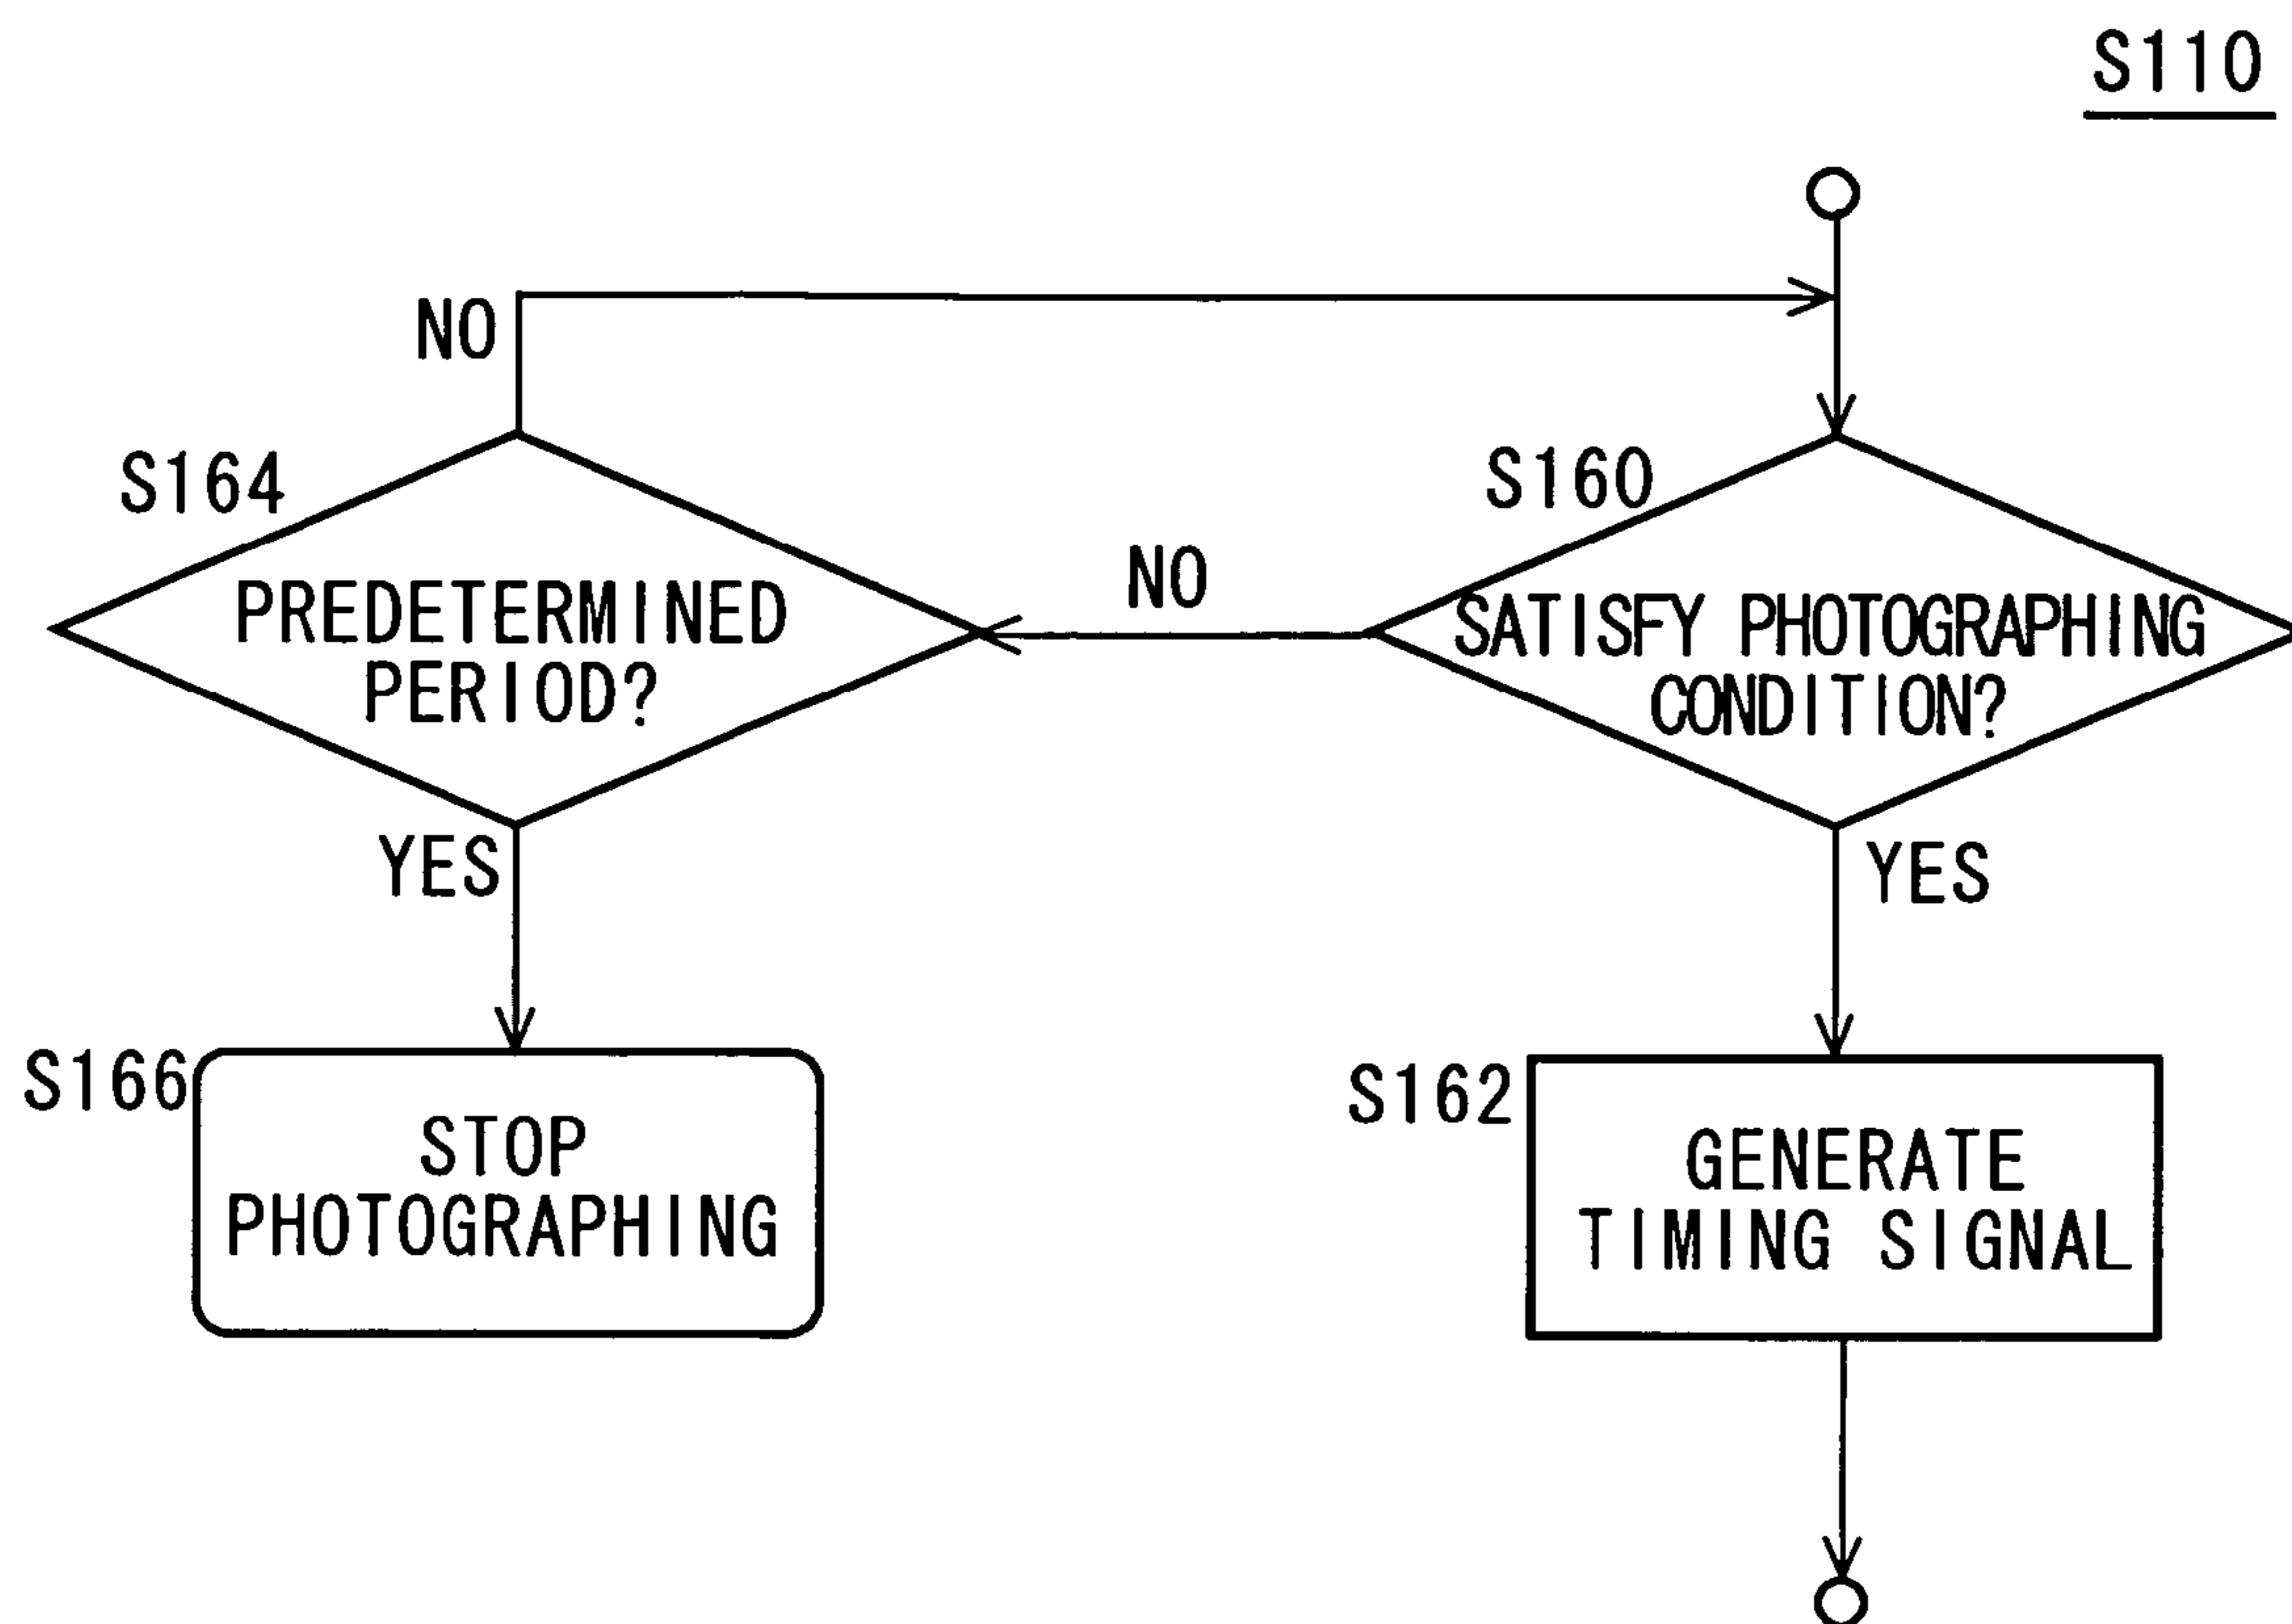 S110
NO
S164
S160
NO
PREDETERMINED
PERIOD?
SATISFY PHOTOGRAPHING
CONDITION?
YES
YES
S166
STOP
PHOTOGRAPHING
S162
GENERATE
TIMING SIGNAL